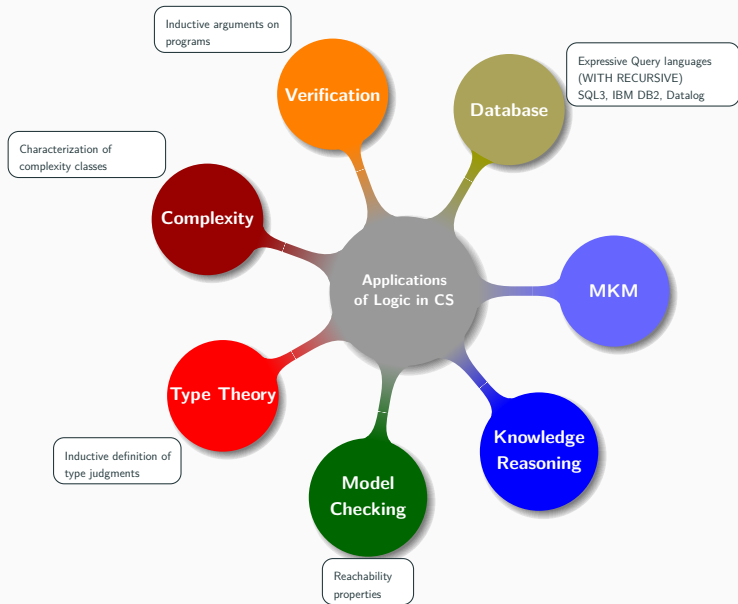 Inductive arguments on
programs
Verification
Expressive Query languages
(WITH RECURSIVE)
SQL3, IBM DB2, Datalog
Database
Characterization of
complexity classes
Complexity
Applications
of Logic in CS
MKM
Type Theory
Inductive definition of
type judgments
Knowledge
Reasoning
Model
Checking
Reachability
properties